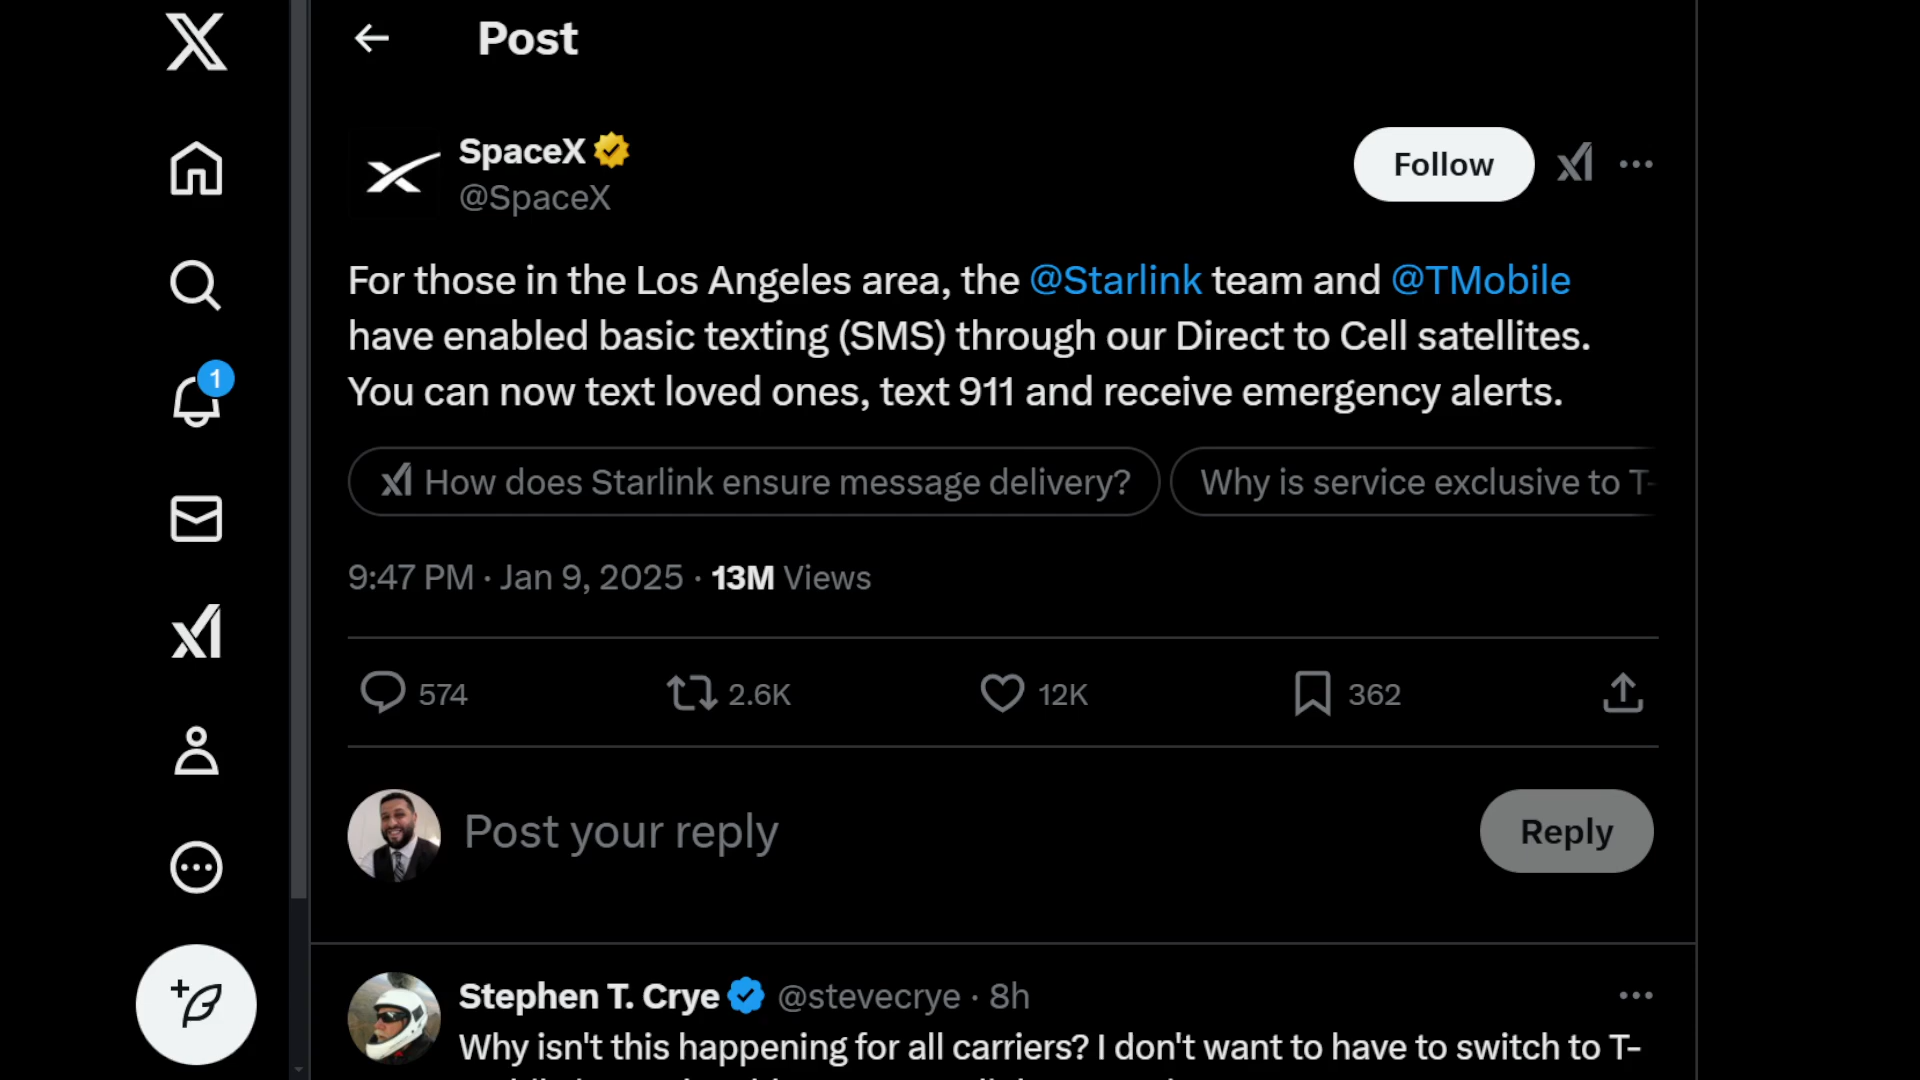 Post
SpaceX
@SpaceX
Follow
For those in the Los Angeles area, the @Starlink team and @TMobile
have enabled basic texting (SMS) through our Direct to Cell satellites.
You can now text loved ones, text 911 and receive emergency alerts.
How does Starlink ensure message delivery?
Why is service exclusive to T-
1
9:47 PM · Jan 9, 2025 · 13M Views
574
2.6K
12K
362
Post your reply
Reply
Stephen T. Crye @stevecrye · 8h
Why isn't this happening for all carriers? I don't want to have to switch to T-